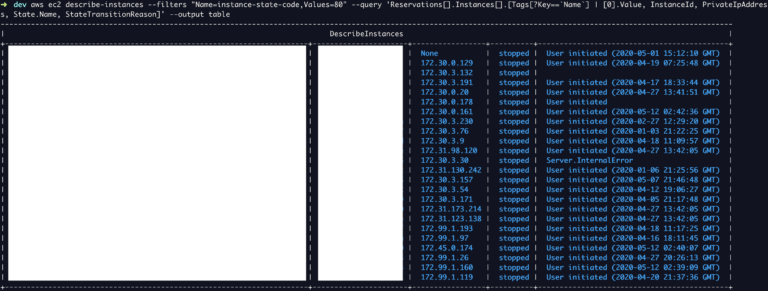 ➜ dev aws ec2 describe-instances --filters "Name=instance-state-code,Values=80" --query 'Reservations[].Instances[].[Tags[?Key==`Name`] | [0].Value, InstanceId, PrivateIpAddres
s, State.Name, StateTransitionReason]' --output table
DescribeInstances
None | stopped | User initiated (2020-05-01 15:12:10 GMT)
172.30.0.129 | stopped | User initiated (2020-04-19 07:25:48 GMT)
172.30.3.132 | stopped |
172.30.3.191 | stopped | User initiated (2020-04-17 18:33:44 GMT)
172.30.0.20 | stopped | User initiated (2020-04-27 13:41:51 GMT)
172.30.0.178 | stopped | User initiated
172.30.0.161 | stopped | User initiated (2020-05-12 02:42:36 GMT)
172.30.3.230 | stopped | User initiated (2020-02-27 12:29:20 GMT)
172.30.3.76 | stopped | User initiated (2020-01-03 21:22:25 GMT)
172.30.3.9 | stopped | User initiated (2020-04-18 11:09:57 GMT)
172.31.98.120 | stopped | User initiated (2020-04-27 13:42:05 GMT)
172.30.3.30 | stopped | Server.InternalError
172.31.130.242 | stopped | User initiated (2020-01-06 21:25:56 GMT)
172.30.3.157 | stopped | User initiated (2020-05-07 21:46:48 GMT)
172.30.3.54 | stopped | User initiated (2020-04-12 19:06:27 GMT)
172.30.3.171 | stopped | User initiated (2020-04-05 21:17:48 GMT)
172.31.173.214 | stopped | User initiated (2020-04-27 13:42:05 GMT)
172.31.123.138 | stopped | User initiated (2020-04-27 13:42:05 GMT)
172.99.1.193 | stopped | User initiated (2020-04-18 11:17:25 GMT)
172.99.1.97 | stopped | User initiated (2020-04-16 18:11:45 GMT)
172.45.0.174 | stopped | User initiated (2020-05-12 02:40:07 GMT)
172.99.1.26 | stopped | User initiated (2020-04-27 20:26:13 GMT)
172.99.1.160 | stopped | User initiated (2020-05-12 02:39:09 GMT)
172.99.1.119 | stopped | User initiated (2020-04-20 21:37:36 GMT)